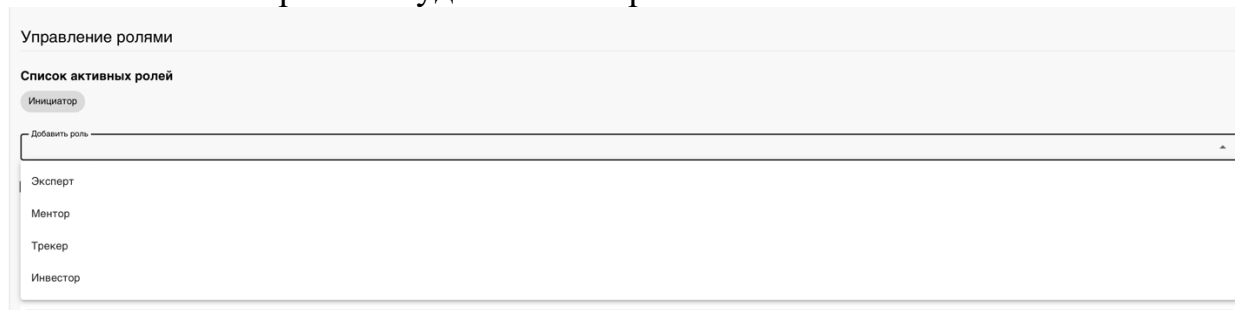 Управление ролями
Список активных ролей
Инициатор
Добавить роль
Эксперт
Ментор
Трекер
Инвестор